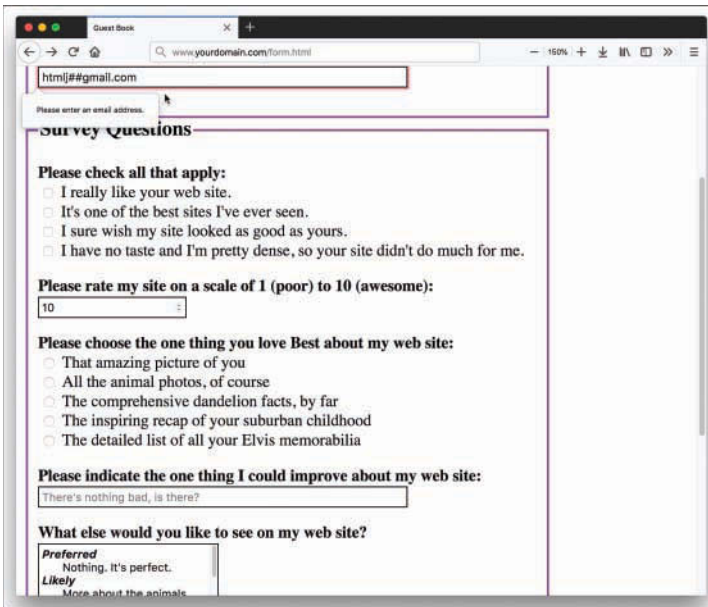 Guest Book
www.yourdomain.com/form.html
150%
htmlj##gmail.com
Please enter an email address.
Survey Questions
Please check all that apply:
I really like your web site.
It's one of the best sites I've ever seen.
I sure wish my site looked as good as yours.
I have no taste and I'm pretty dense, so your site didn't do much for me.
Please rate my site on a scale of 1 (poor) to 10 (awesome):
10
Please choose the one thing you love Best about my web site:
That amazing picture of you
All the animal photos, of course
The comprehensive dandelion facts, by far
The inspiring recap of your suburban childhood
The detailed list of all your Elvis memorabilia
Please indicate the one thing I could improve about my web site:
There's nothing bad, is there?
What else would you like to see on my web site?
Preferred
Nothing. It's perfect.
Likely
More about the animals